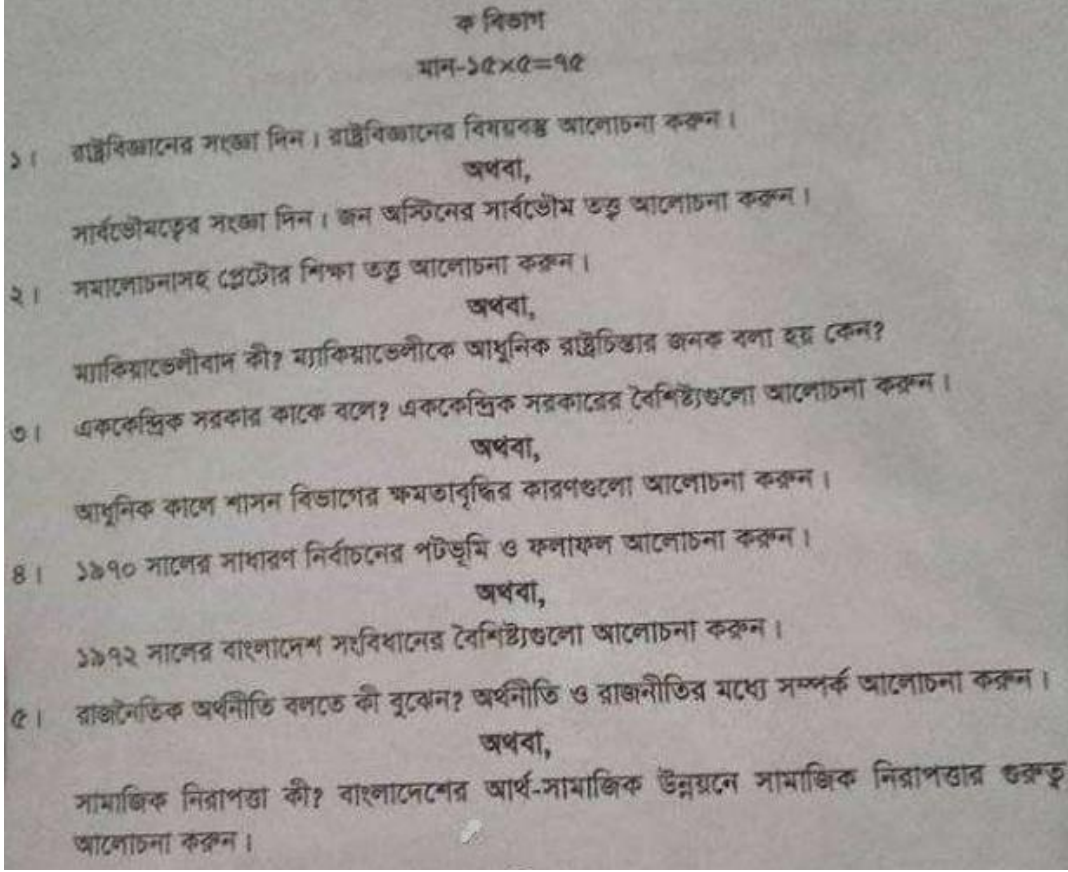 ক বিভাগ
মান-১৫×৫=৭৫
১। রাষ্ট্রবিজ্ঞানের সংজ্ঞা দিন। রাষ্ট্রবিজ্ঞানের বিষয়বস্তু আলোচনা করুন।
অথবা,
সার্বভৌমত্বের সংজ্ঞা দিন। জন অস্টিনের সার্বভৌম তত্ত্ব আলোচনা করুন।
২। সমালোচনাসহ প্লেটোর শিক্ষা তত্ত্ব আলোচনা করুন।
অথবা,
ম্যাকিয়াভেলীবাদ কী? ম্যাকিয়াভেলীকে আধুনিক রাষ্ট্রচিন্তার জনক বলা হয় কেন?
৩। এককেন্দ্রিক সরকার কাকে বলে? এককেন্দ্রিক সরকারের বৈশিষ্ট্যগুলো আলোচনা করুন।
অথবা,
আধুনিক কালে শাসন বিভাগের ক্ষমতাবৃদ্ধির কারণগুলো আলোচনা করুন।
৪। ১৯৭০ সালের সাধারণ নির্বাচনের পটভূমি ও ফলাফল আলোচনা করুন।
অথবা,
১৯৭২ সালের বাংলাদেশ সংবিধানের বৈশিষ্ট্যগুলো আলোচনা করুন।
৫। রাজনৈতিক অর্থনীতি বলতে কী বুঝেন? অর্থনীতি ও রাজনীতির মধ্যে সম্পর্ক আলোচনা করুন।
অথবা,
সামাজিক নিরাপত্তা কী? বাংলাদেশের আর্থ-সামাজিক উন্নয়নে সামাজিক নিরাপত্তার গুরুত্ব
আলোচনা করুন।